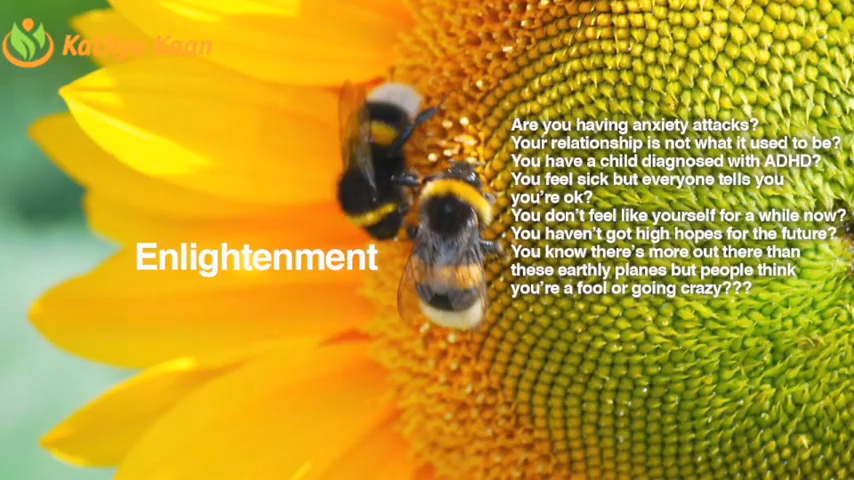 Kathya Kaan
Enlightenment
Are you having anxiety attacks?
Your relationship is not what it used to be?
You have a child diagnosed with ADHD?
You feel sick but everyone tells you
you're ok?
You don't feel like yourself for a while now?
You haven't got high hopes for the future?
You know there's more out there than
these earthly planes but people think
you're a fool or going crazy???